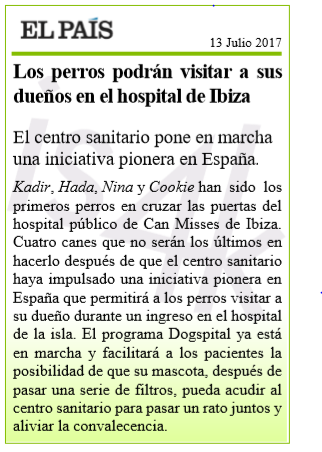 EL PAÍS
13 Julio 2017
Los perros podrán visitar a sus
dueños en el hospital de Ibiza
El centro sanitario pone en marcha
una iniciativa pionera en España.
Kadir, Hada, Nina y Cookie han sido los
primeros perros en cruzar las puertas del
hospital público de Can Misses de Ibiza.
Cuatro canes que no serán los últimos en
hacerlo después de que el centro sanitario
haya impulsado una iniciativa pionera en
España que permitirá a los perros visitar a
su dueño durante un ingreso en el hospital
de la isla. El programa Dogspital ya está
en marcha y facilitará a los pacientes la
posibilidad de que su mascota, después de
pasar una serie de filtros, pueda acudir al
centro sanitario para pasar un rato juntos y
aliviar la convalecencia.